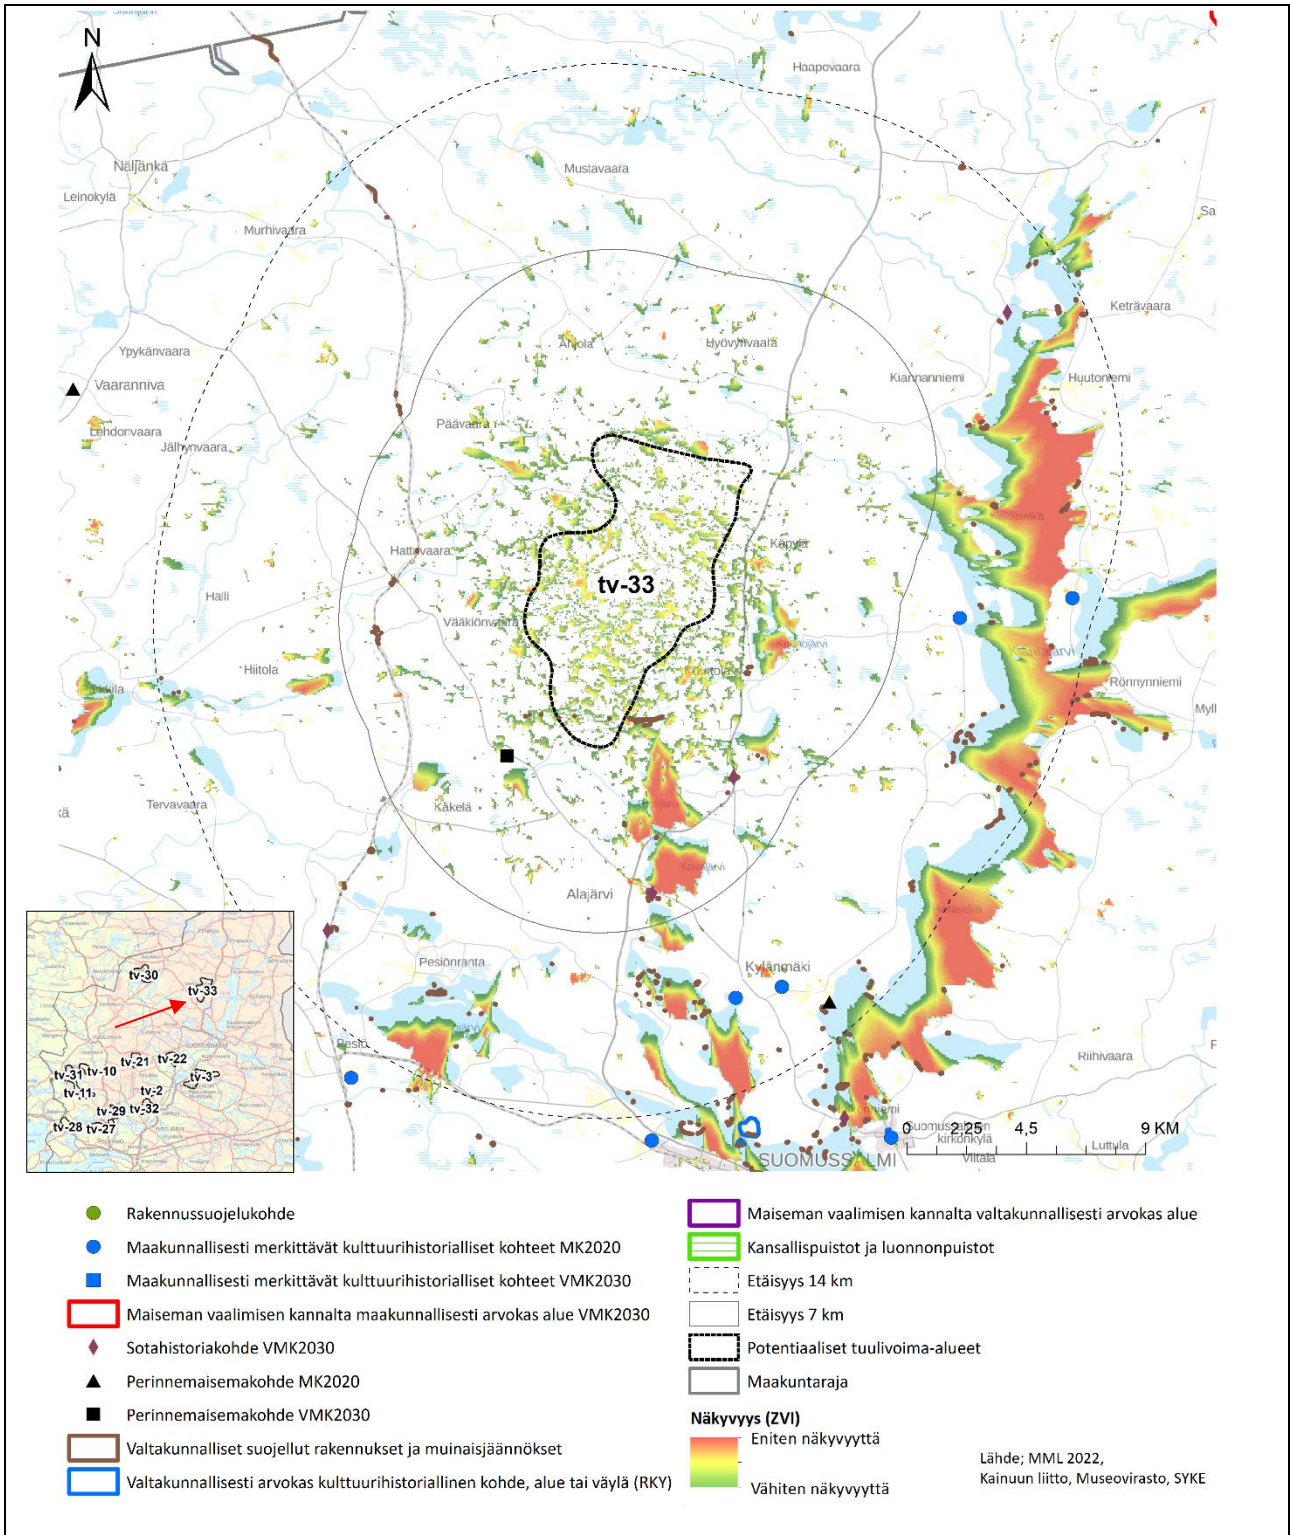 N
Haapovaara
Näljänkä
Mustavaara
Leinokylä
Sa
Murhivaara
Keträvaara
Ypykänvaara
Hyövynvaara
Kiannanniemi
Huutoniemi
Vaaranniva
Päävaara
Lehdonvaara
Jälhynvaara
Hattuvaara
Käpylä
tv-33
Halli
Vääkiönvaara
Hiitola
Rönnynniemi
Myll
Tervavaara
Käkelä
Alajärvi
Pesiönranta
Kylänmäki
Pesiö
Riihivaara
Suomussalmen
kirkonkylä
Luttula
Viitala
SUOMUSSALMI
0 2,25 4,5 9 KM
tv-30
tv-33
tv-21
tv-22
tv-31
tv-10
tv-3
tv-11
tv-2
tv-29
tv-32
tv-28
tv-27
Rakennussuojelukohde
Maakunnallisesti merkittävät kulttuurihistorialliset kohteet MK2020
Maakunnallisesti merkittävät kulttuurihistorialliset kohteet VMK2030
Maiseman vaalimisen kannalta maakunnallisesti arvokas alue VMK2030
Sotahistoriakohde VMK2030
Perinnemaisemakohde MK2020
Perinnemaisemakohde VMK2030
Valtakunnalliset suojellut rakennukset ja muinaisjäännökset
Valtakunnallisesti arvokas kulttuurihistoriallinen kohde, alue tai väylä (RKY)
Maiseman vaalimisen kannalta valtakunnallisesti arvokas alue
Kansallispuistot ja luonnonpuistot
Etäisyys 14 km
Etäisyys 7 km
Potentiaaliset tuulivoima-alueet
Maakuntaraja
Näkyvyys (ZVI)
Eniten näkyvyyttä
Vähiten näkyvyyttä
Lähde; MML 2022,
Kainuun liitto, Museovirasto, SYKE